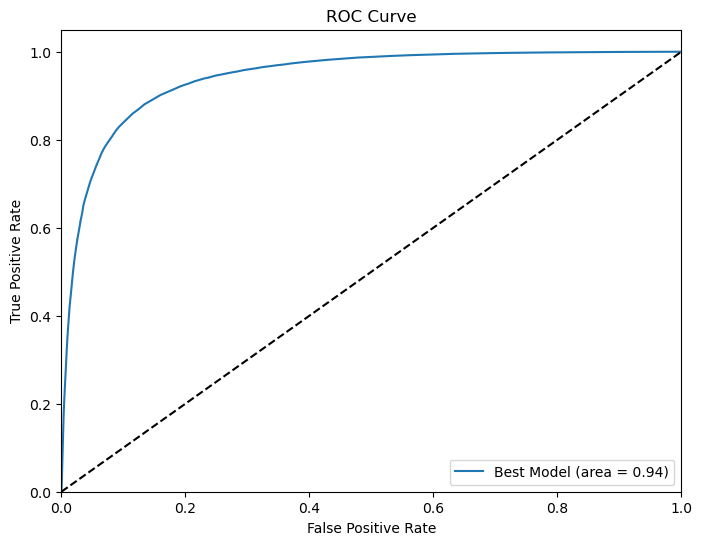 ROC Curve
True Positive Rate
1.0
0.8
0.6
0.4
0.2
0.0
Best Model (area = 0.94)
0.0 0.2 0.4 0.6 0.8 1.0
False Positive Rate